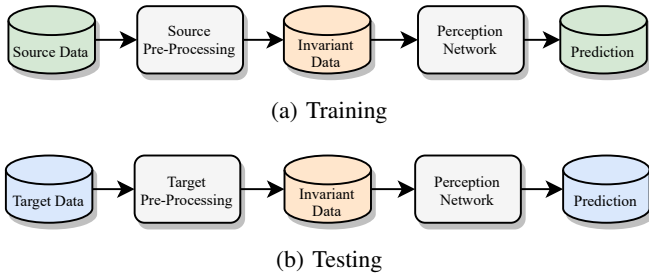 Source Data
Source
Pre-Processing
Invariant
Data
Perception
Network
Prediction
(a) Training
Target Data
Target
Pre-Processing
Invariant
Data
Perception
Network
Prediction
(b) Testing